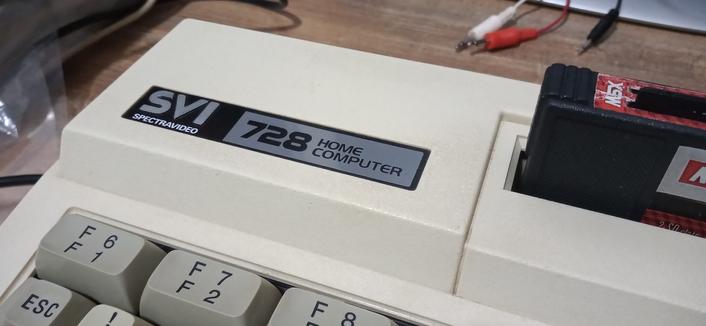 SVI
SPECTRAVIDEO
728 HOME
COMPUTER
MSX
F 6
F 1
F 7
F 2
F 8
ESC
!